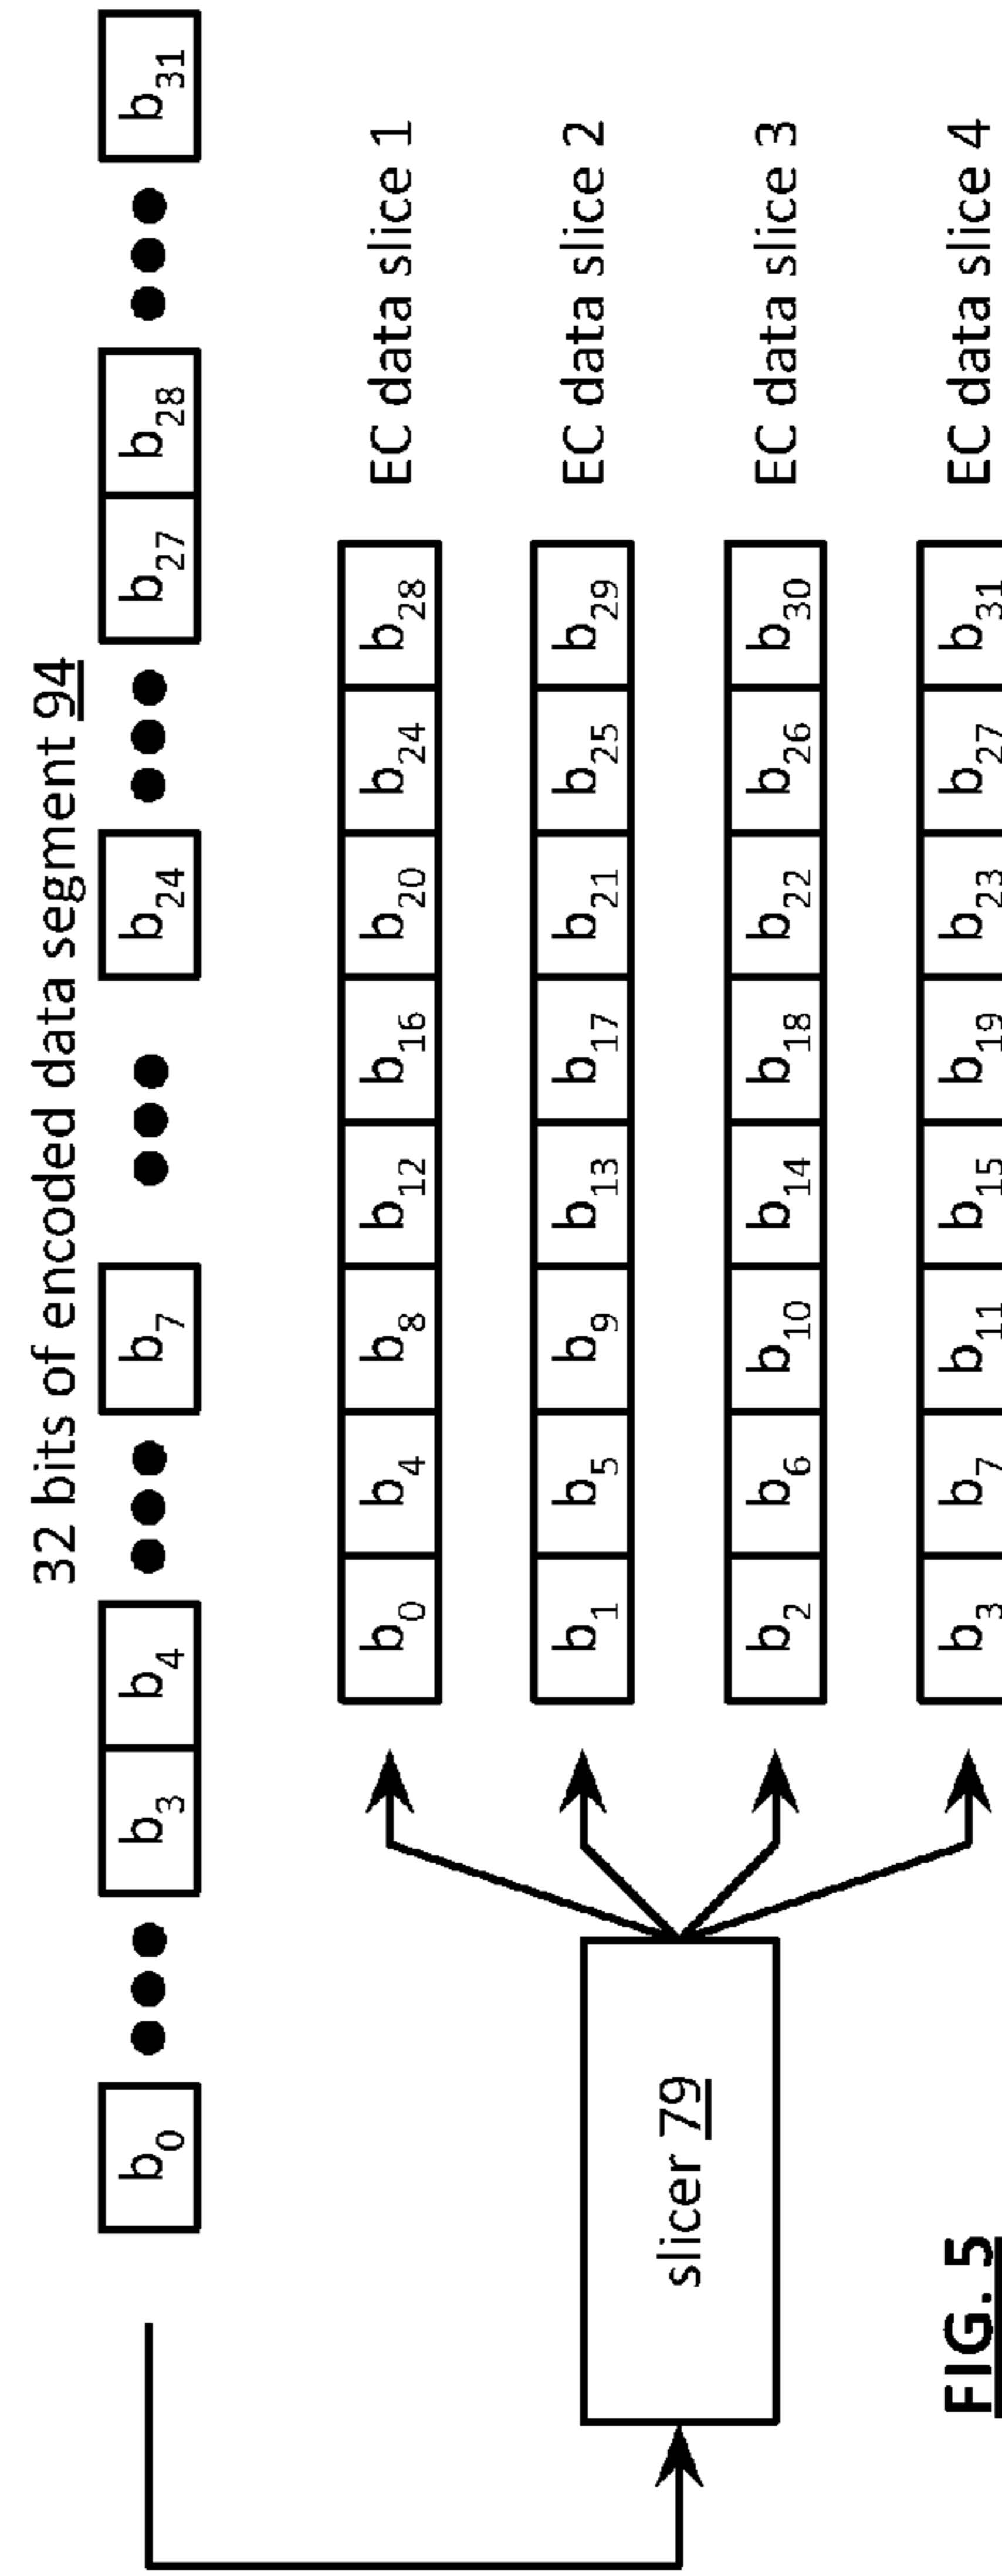 32 bits of encoded data segment 94
b0 ●●● b3 b4 ●●● b7 ●●● b24 ●●● b27 b28 ●●● b31
b0 b4 b8 b12 b16 b20 b24 b28 EC data slice 1
b1 b5 b9 b13 b17 b21 b25 b29 EC data slice 2
slicer 79
b2 b6 b10 b14 b18 b22 b26 b30 EC data slice 3
b3 b7 b11 b15 b19 b23 b27 b31 EC data slice 4
FIG. 5